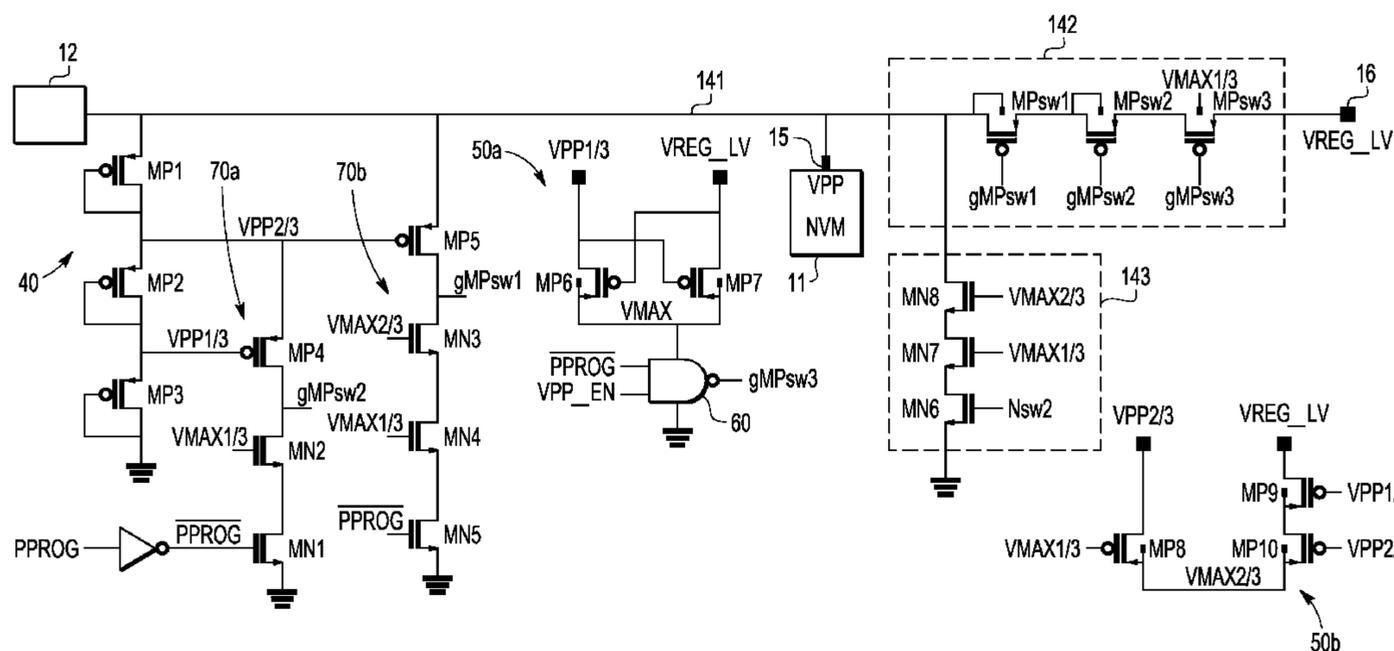 12
142
16
141
VMAX1/3
MPsw1
MPsw2
MPsw3
VREG_LV
50a
VPP1/3
VREG_LV
15
VPP
NVM
11
gMPsw1
gMPsw2
gMPsw3
MP1
70a
70b
VPP2/3
MP5
40
MP2
gMPsw1
MP6
MP7
VMAX
MN8
VMAX2/3
143
VMAX2/3
MN3
VPP1/3
MP4
PPROG
VPP_EN
gMPsw3
60
MN7
VMAX1/3
MP3
gMPsw2
MN6
Nsw2
VMAX1/3
MN2
VMAX1/3
MN4
VPP2/3
VREG_LV
MP9
VPP1
PPROG
PPROG
MN1
PPROG
MN5
VMAX1/3
MP8
MP10
VPP2
VMAX2/3
50b